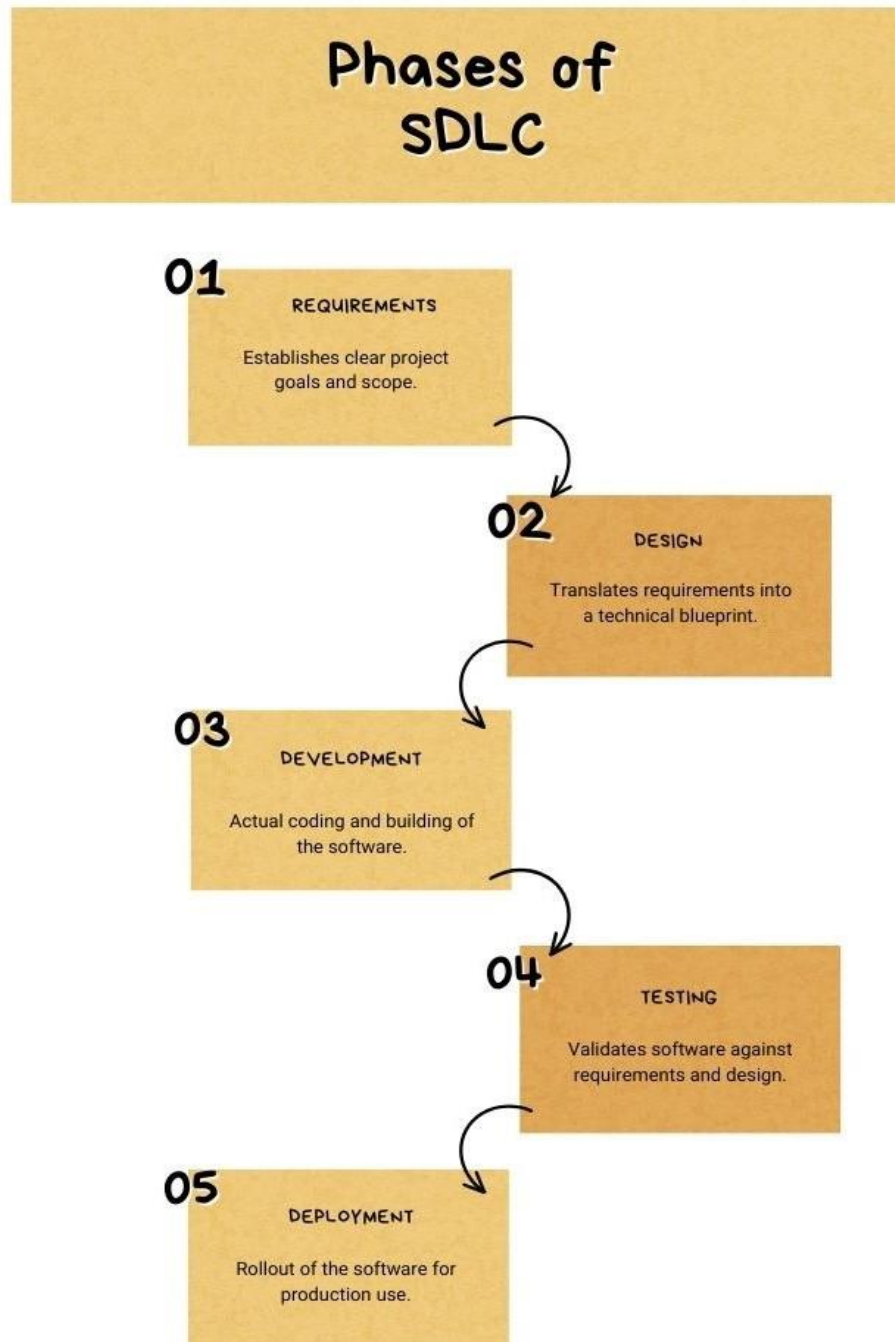 Phases of
SDLC
01
REQUIREMENTS
Establishes clear project
goals and scope.
02
DESIGN
Translates requirements into
a technical blueprint.
03
DEVELOPMENT
Actual coding and building of
the software.
04
TESTING
Validates software against
requirements and design.
05
DEPLOYMENT
Rollout of the software for
production use.